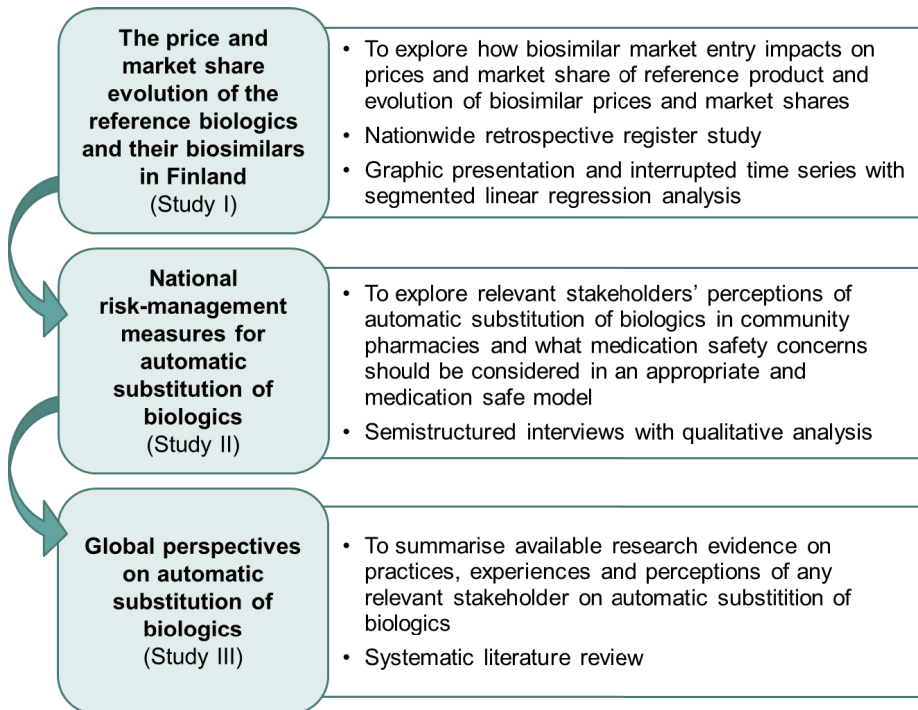 The price and
market share
evolution of the
reference biologics
and their biosimilars
in Finland
(Study I)
• To explore how biosimilar market entry impacts on
prices and market share of reference product and
evolution of biosimilar prices and market shares
• Nationwide retrospective register study
• Graphic presentation and interrupted time series with
segmented linear regression analysis
National
risk-management
measures for
automatic
substitution of
biologics
(Study II)
• To explore relevant stakeholders’ perceptions of
automatic substitution of biologics in community
pharmacies and what medication safety concerns
should be considered in an appropriate and
medication safe model
• Semistructured interviews with qualitative analysis
Global perspectives
on automatic
substitution of
biologics
(Study III)
• To summarise available research evidence on
practices, experiences and perceptions of any
relevant stakeholder on automatic substitition of
biologics
• Systematic literature review